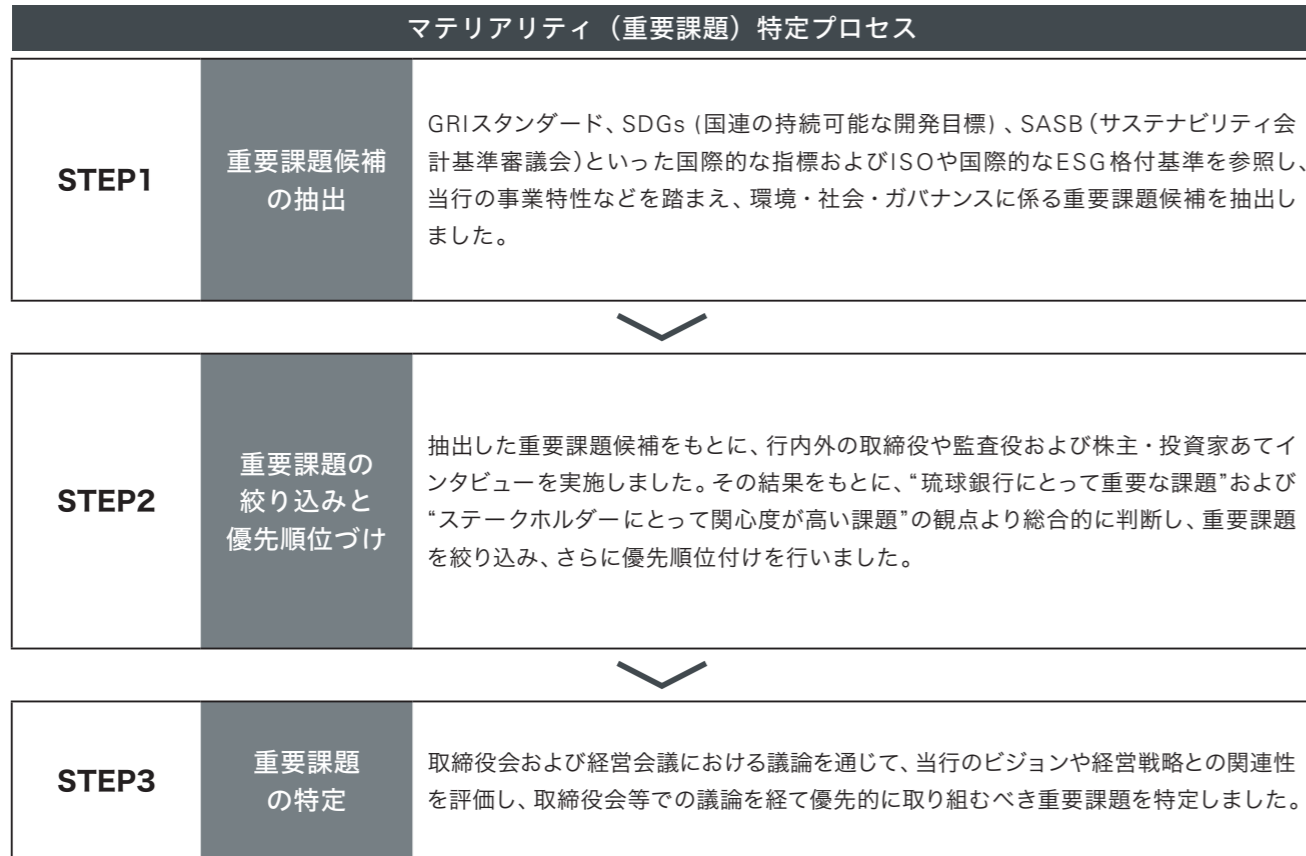 マテリアリティ（重要課題）特定プロセス
STEP1
重要課題候補
の抽出
GRIスタンダード、SDGs（国連の持続可能な開発目標）、SASB（サステナビリティ会
計基準審議会）といった国際的な指標およびISOや国際的なESG格付基準を参照し、
当行の事業特性などを踏まえ、環境・社会・ガバナンスに係る重要課題候補を抽出し
ました。
STEP2
重要課題の
絞り込みと
優先順位づけ
抽出した重要課題候補をもとに、行内外の取締役や監査役および株主・投資家あてイ
ンタビューを実施しました。その結果をもとに、“琉球銀行にとって重要な課題”および
“ステークホルダーにとって関心度が高い課題”の観点より総合的に判断し、重要課題
を絞り込み、さらに優先順位付けを行いました。
STEP3
重要課題
の特定
取締役会および経営会議における議論を通じて、当行のビジョンや経営戦略との関連性
を評価し、取締役会等での議論を経て優先的に取り組むべき重要課題を特定しました。